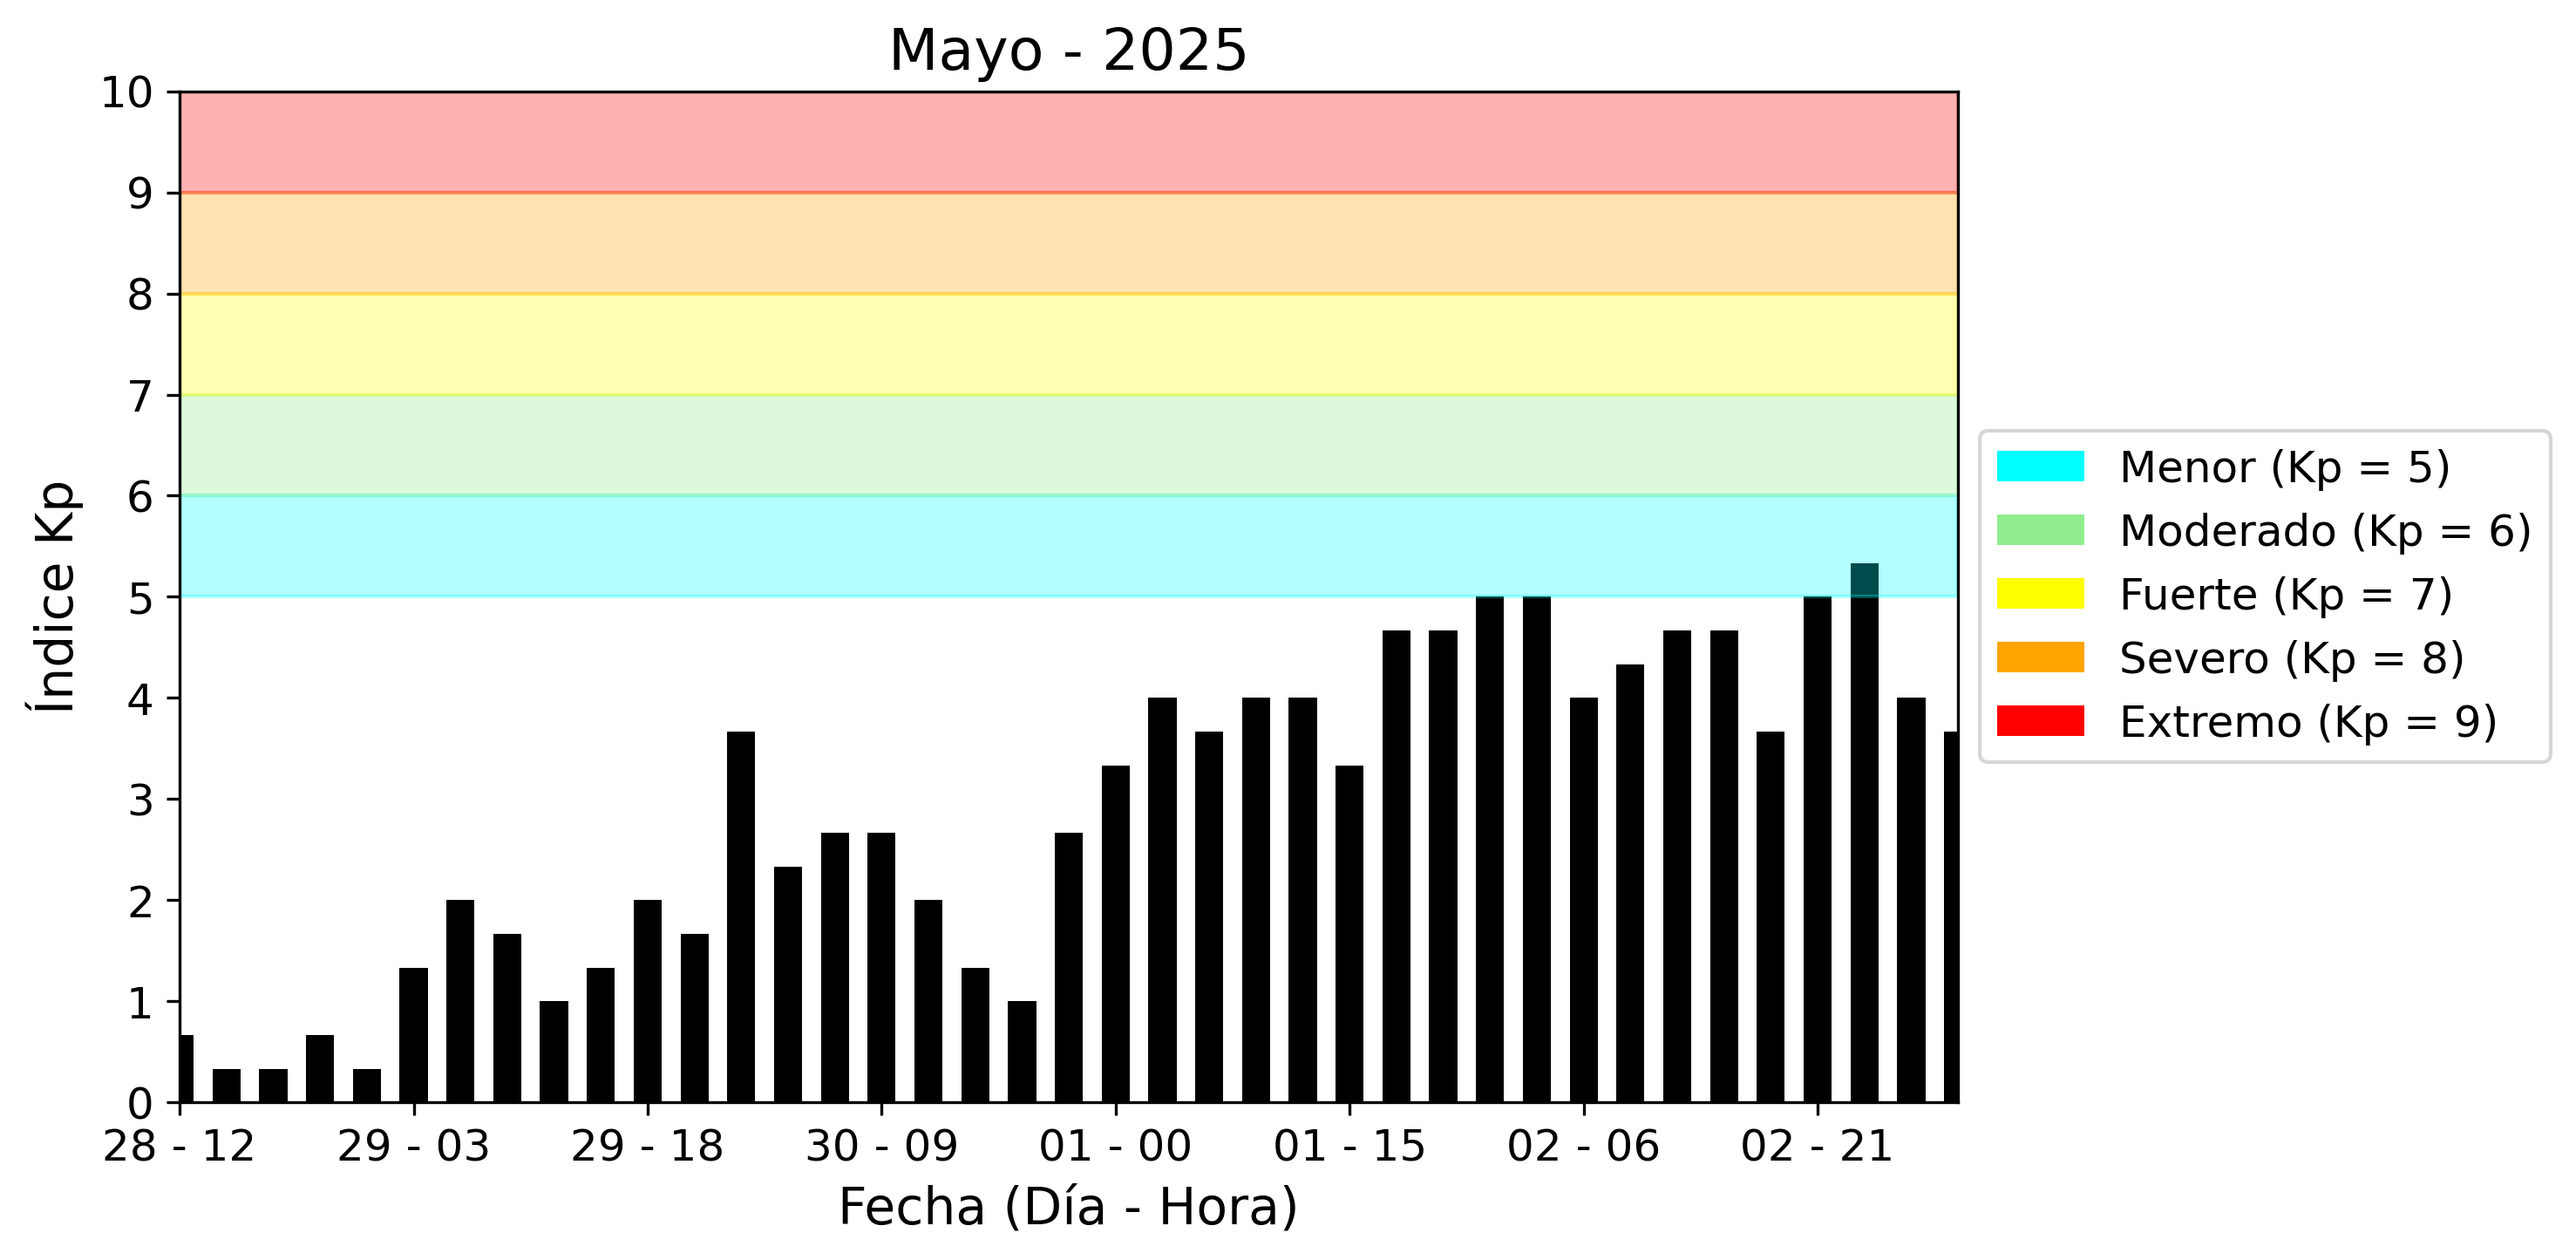 Mayo - 2025
10
9
8
7
6
5
4
3
2
1
0
Índice Kp
28 - 12
29 - 03
29 - 18
30 - 09
01 - 00
01 - 15
02 - 06
02 - 21
Fecha (Día - Hora)
Menor (Kp = 5)
Moderado (Kp = 6)
Fuerte (Kp = 7)
Severo (Kp = 8)
Extremo (Kp = 9)